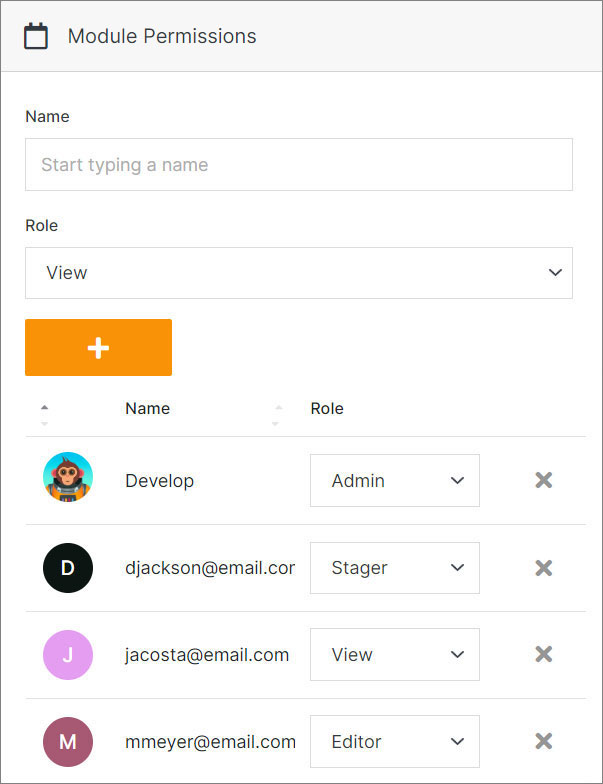 Module Permissions
Name
Start typing a name
Role
View
Name Role
Develop Admin
D djackson@email.cor Stager
J jacosta@email.com View
M mmeyer@email.com Editor